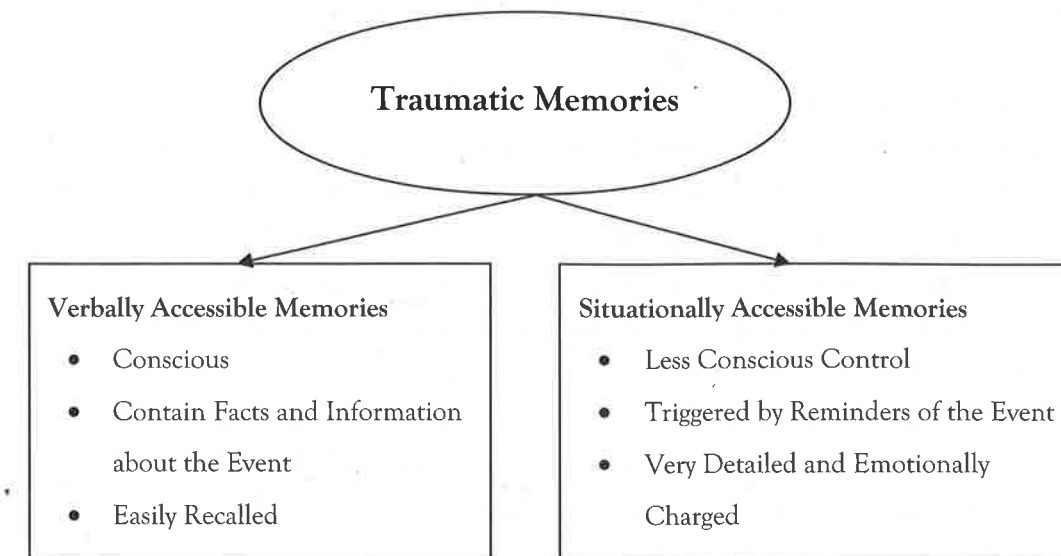 Traumatic Memories
Verbally Accessible Memories
• Conscious
• Contain Facts and Information
about the Event
• Easily Recalled
Situationally Accessible Memories
• Less Conscious Control
• Triggered by Reminders of the Event
• Very Detailed and Emotionally
Charged